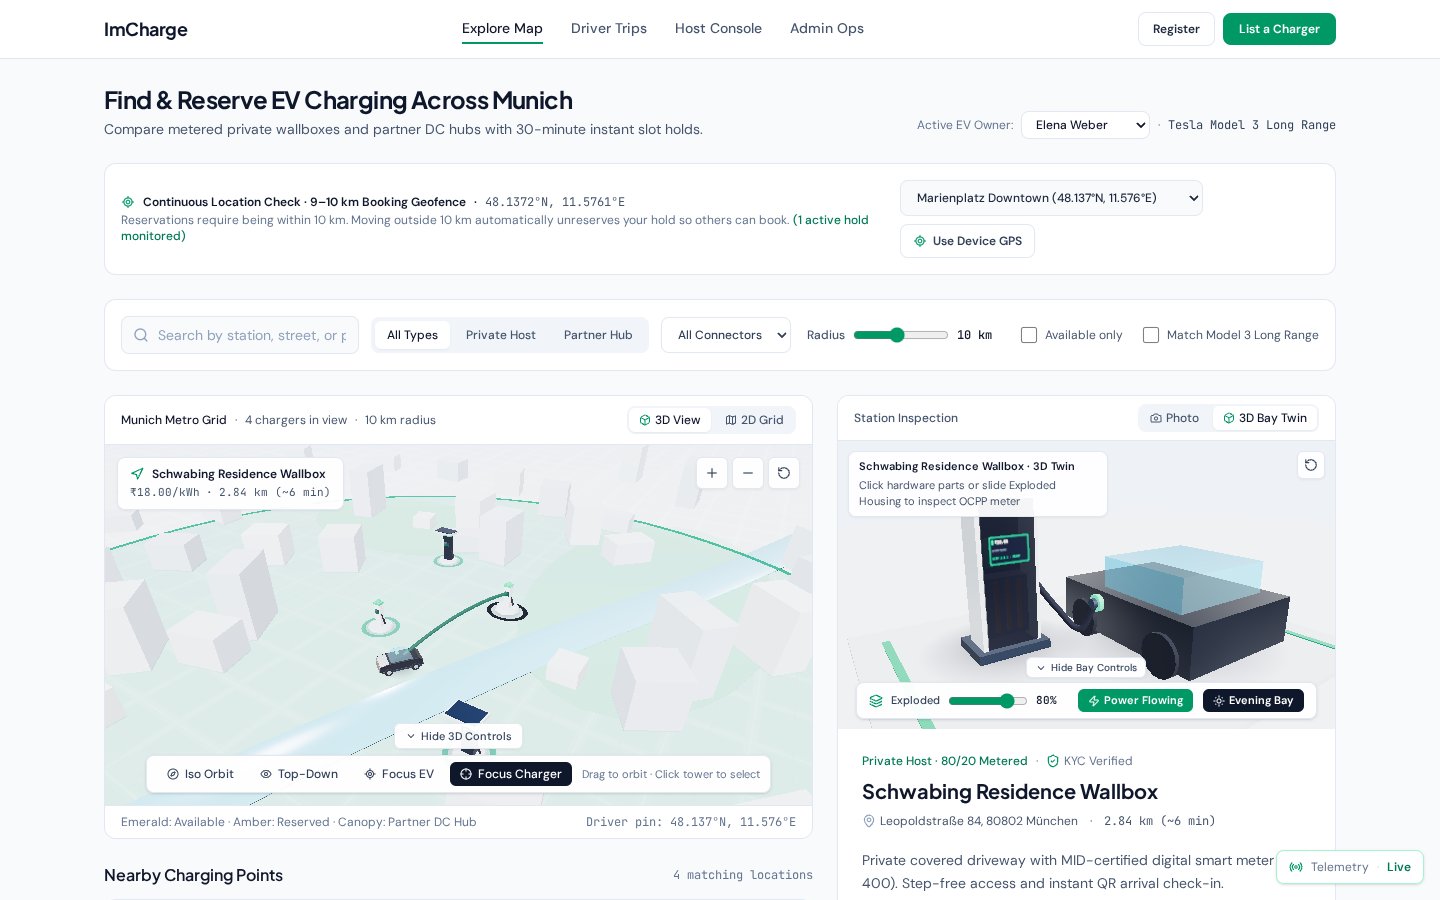 ImCharge
Explore Map
Driver Trips
Host Console
Admin Ops
Register
List a Charger
Find & Reserve EV Charging Across Munich
Compare metered private wallboxes and partner DC hubs with 30-minute instant slot holds.
Active EV Owner:
Elena Weber
· Tesla Model 3 Long Range
Continuous Location Check · 9–10 km Booking Geofence · 48.1372°N, 11.5761°E
Reservations require being within 10 km. Moving outside 10 km automatically unreserves your hold so others can book. (1 active hold
monitored)
Marienplatz Downtown (48.137°N, 11.576°E)
Use Device GPS
Search by station, street, or p
All Types
Private Host
Partner Hub
All Connectors
Radius
10 km
Available only
Match Model 3 Long Range
Munich Metro Grid · 4 chargers in view · 10 km radius
3D View
2D Grid
Schwabing Residence Wallbox
₹18.00/kWh · 2.84 km (~6 min)
Hide 3D Controls
Iso Orbit
Top-Down
Focus EV
Focus Charger
Drag to orbit · Click tower to select
Emerald: Available · Amber: Reserved · Canopy: Partner DC Hub
Driver pin: 48.137°N, 11.576°E
Nearby Charging Points
4 matching locations
Station Inspection
Photo
3D Bay Twin
Schwabing Residence Wallbox · 3D Twin
Click hardware parts or slide Exploded
Housing to inspect OCPP meter
Hide Bay Controls
Exploded
80%
Power Flowing
Evening Bay
Private Host · 80/20 Metered · KYC Verified
Schwabing Residence Wallbox
Leopoldstraße 84, 80802 München · 2.84 km (~6 min)
Private covered driveway with MID-certified digital smart meter
400). Step-free access and instant QR arrival check-in.
Telemetry · Live